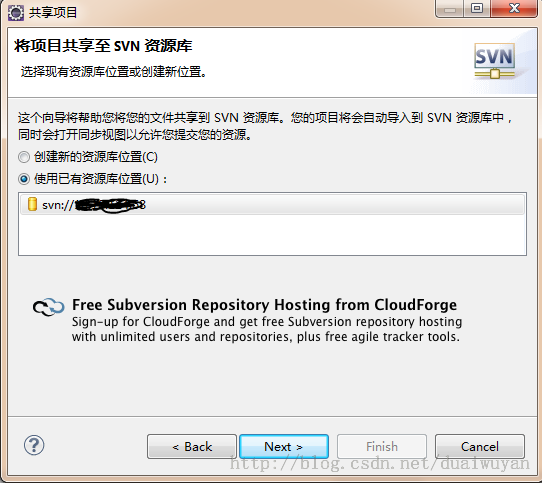 共享项目
将项目共享至 SVN 资源库
选择现有资源库位置或创建新位置。
SVN
这个向导将帮助您将您的文件共享到 SVN 资源库。您的项目将会自动导入到 SVN 资源库中，
同时会打开同步视图以允许您提交您的资源。
创建新的资源库位置(C)
使用已有资源库位置(U)：
svn://
Free Subversion Repository Hosting from CloudForge
Sign-up for CloudForge and get free Subversion repository hosting
with unlimited users and repositories, plus free agile tracker tools.
?
< Back
Next >
Finish
Cancel
http://blog.csdn.net/duaiwuyan